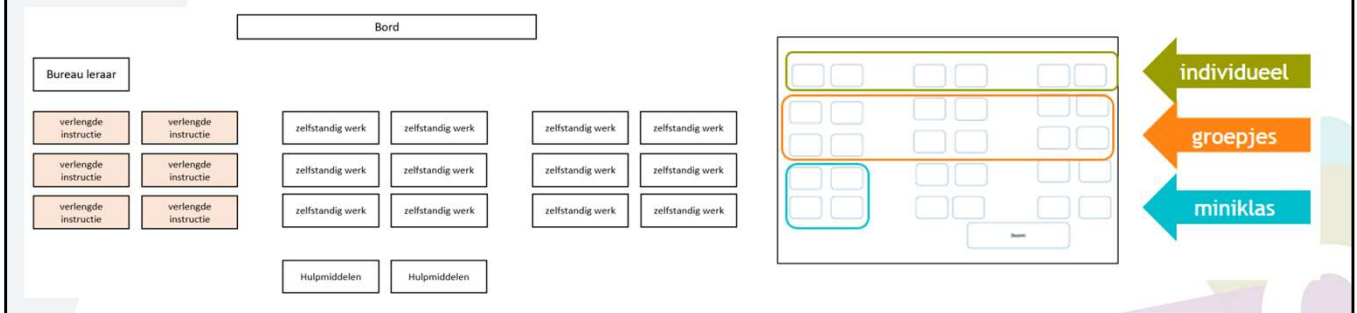 Bord
Bureau leraar
verlengde
instructie
verlengde
instructie
zelfstandig werk
zelfstandig werk
zelfstandig werk
zelfstandig werk
verlengde
instructie
verlengde
instructie
zelfstandig werk
zelfstandig werk
zelfstandig werk
zelfstandig werk
verlengde
instructie
verlengde
instructie
zelfstandig werk
zelfstandig werk
zelfstandig werk
zelfstandig werk
Hulpmiddelen
Hulpmiddelen
individueel
groepjes
miniklas